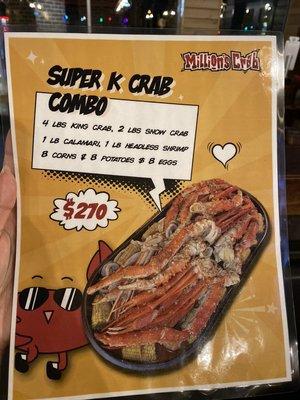 Millions Crab
SUPER K CRAB
COMBO
4 LBS KING CRAB, 2 LBS SNOW CRAB
1 LB CALAMARI, 1 LB HEADLESS SHRIMP
8 CORNS & 8 POTATOES & 8 EGGS
$270